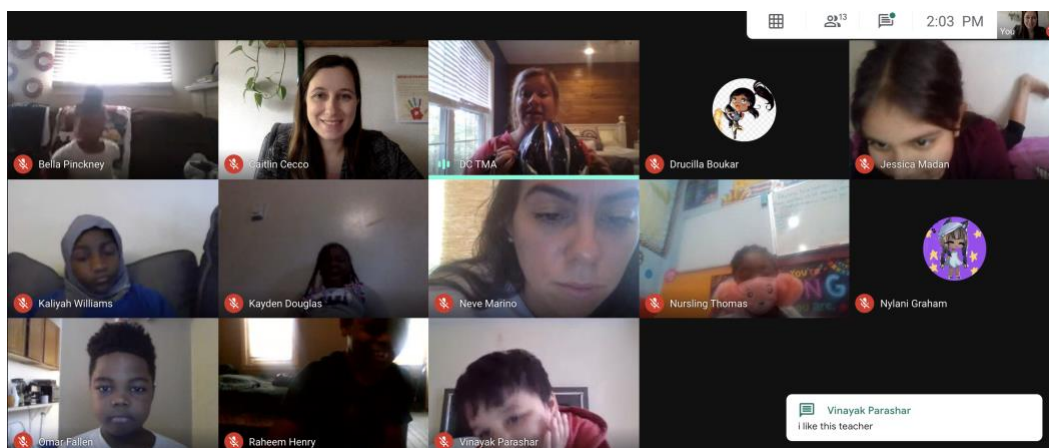 13
2:03 PM
You
Bella Pinckney
Caitlin Cecco
DC TMA
Drucilla Boukar
Jessica Madan
Kaliyah Williams
Kayden Douglas
Neve Marino
Nursling Thomas
Nylani Graham
Omar Fallen
Raheem Henry
Vinayak Parashar
Vinayak Parashar
i like this teacher